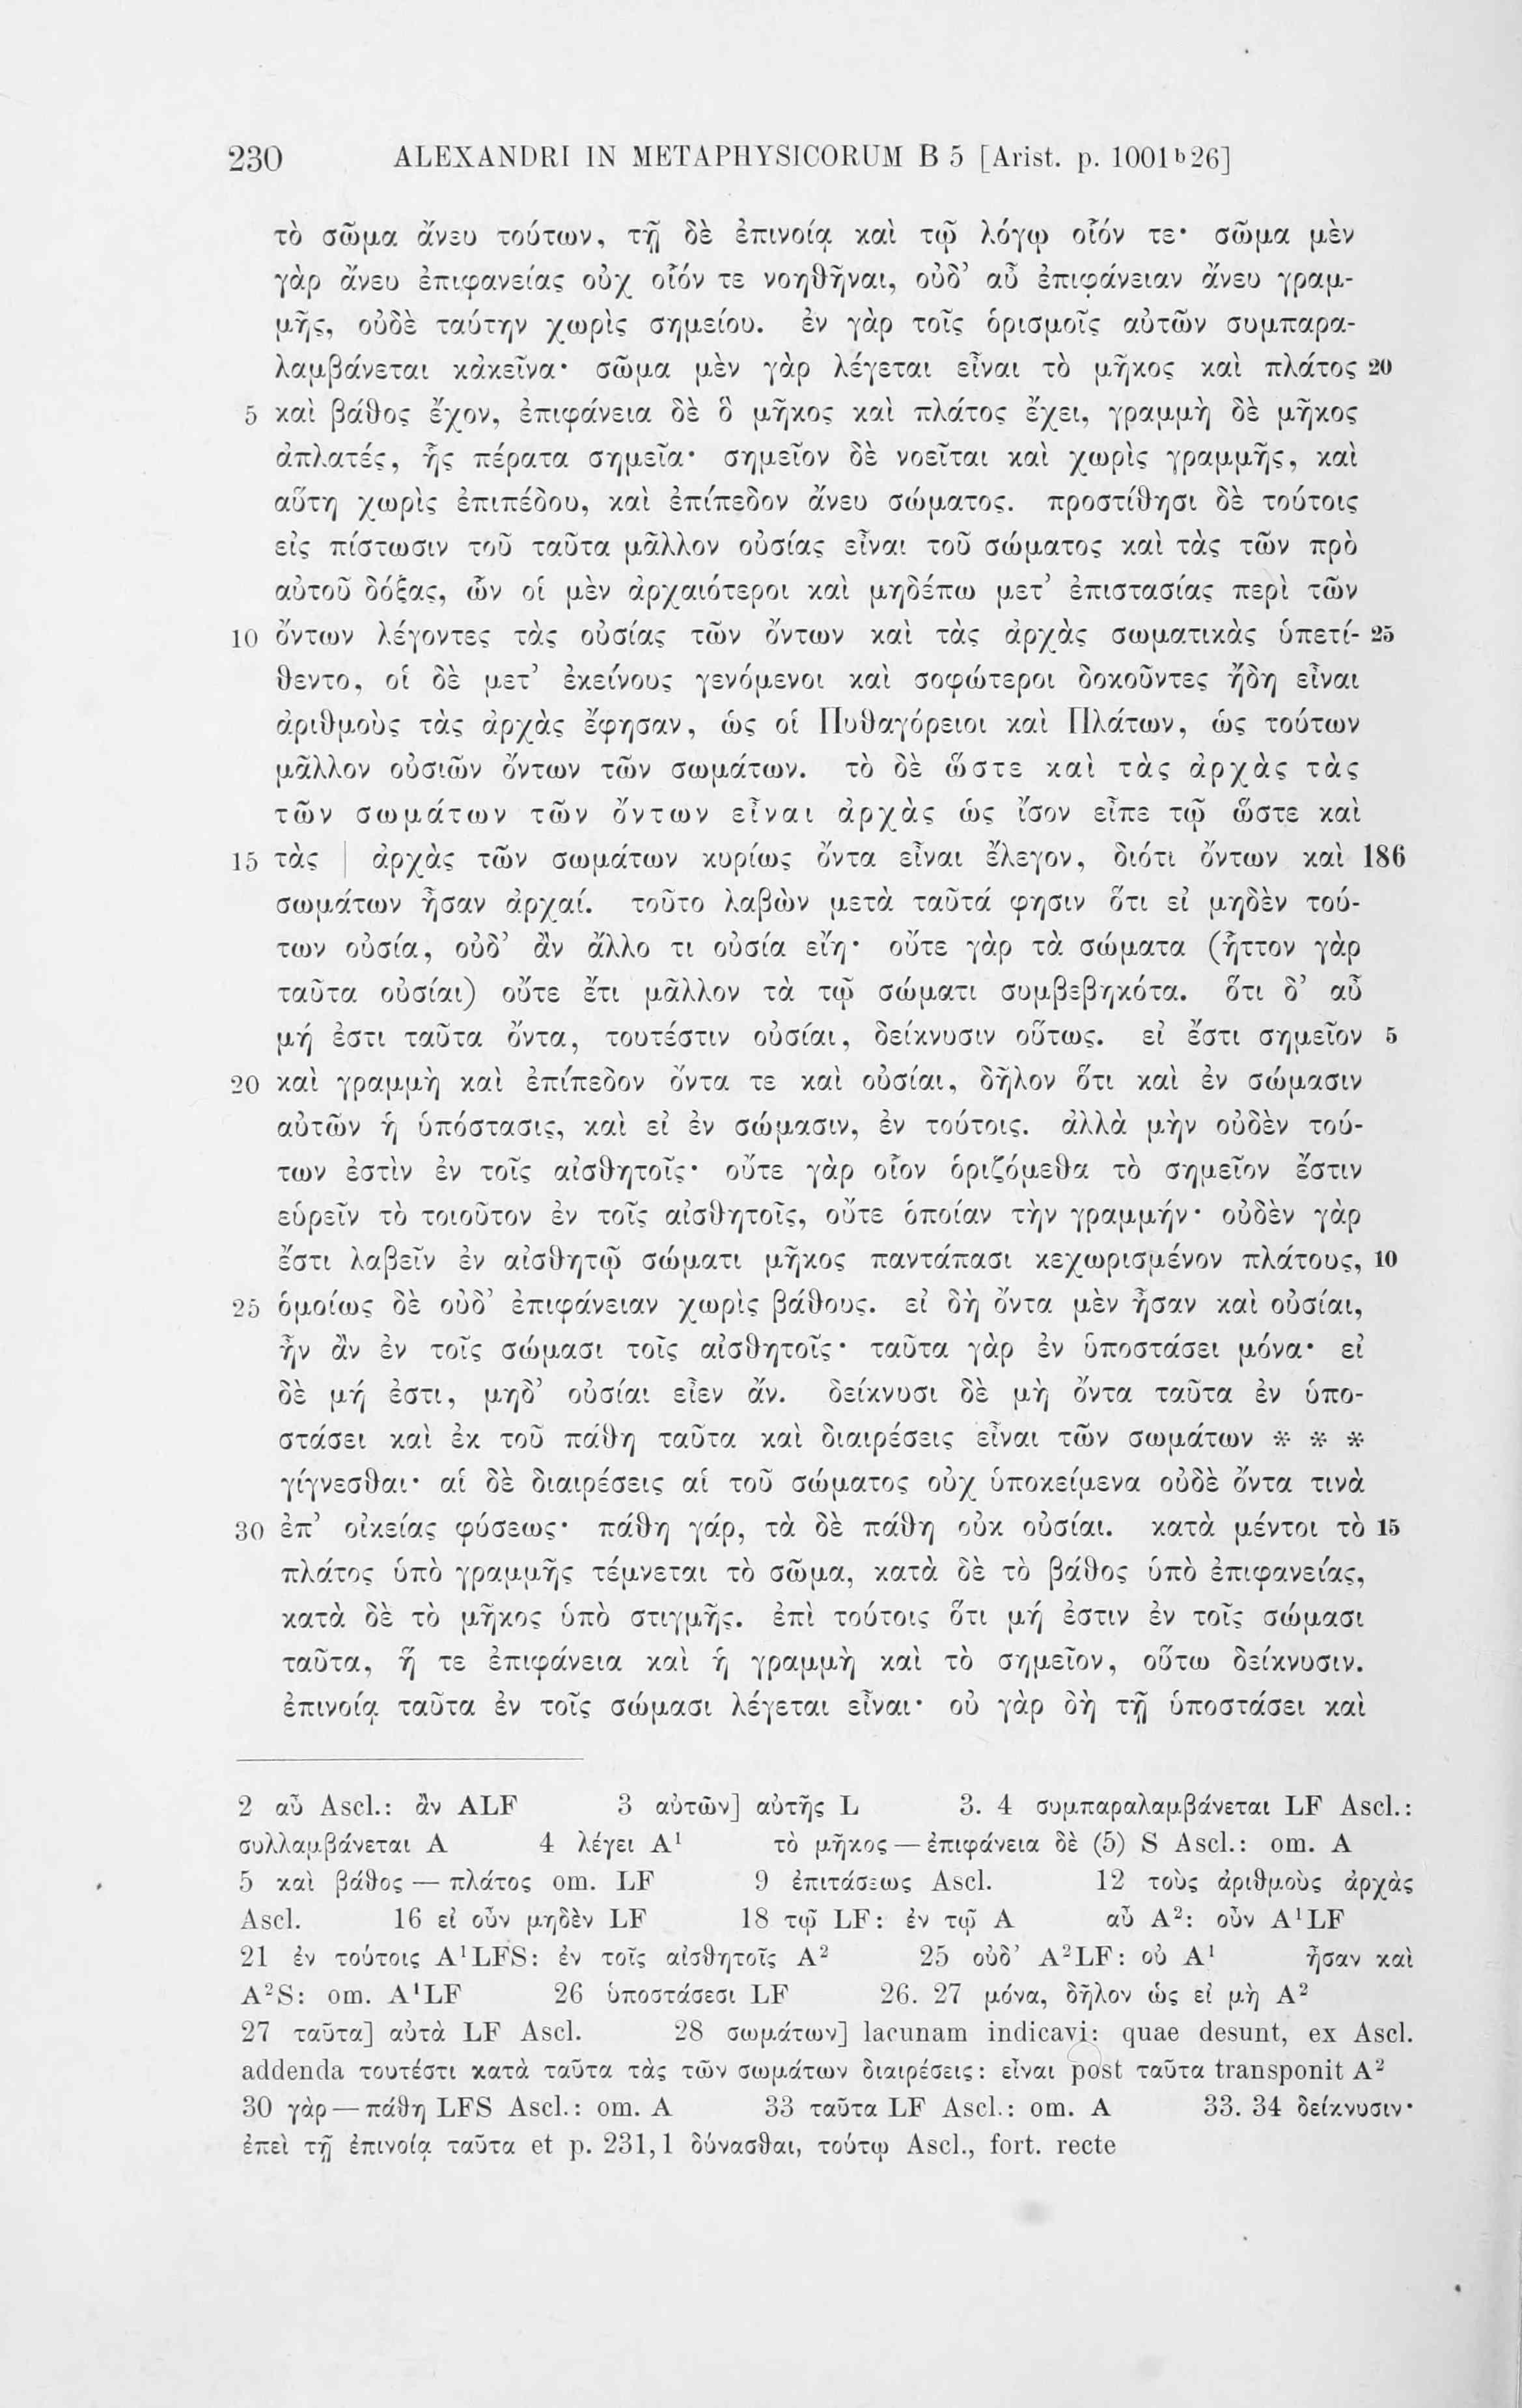 230 ALEXANDRI IN METAPHYSICORUM B 5 [Arist. p. 1001ᵇ26]
τὸ σῶμα ἄνευ τούτων, τῇ δὲ ἐπινοίᾳ καὶ τῷ λόγῳ οἷόν τε· σῶμα μὲν
γὰρ ἄνευ ἐπιφανείας οὐχ οἷόν τε νοηθῆναι, οὐδ’ αὖ ἐπιφάνειαν ἄνευ γραμ-
μῆς, οὐδὲ ταύτην χωρὶς σημείου. ἐν γὰρ τοῖς ὁρισμοῖς αὐτῶν συμπαρα-
λαμβάνεται κἀκεῖνα· σῶμα μὲν γὰρ λέγεται εἶναι τὸ μῆκος καὶ πλάτος 20
5 καὶ βάθος ἔχον, ἐπιφάνεια δὲ ὃ μῆκος καὶ πλάτος ἔχει, γραμμὴ δὲ μῆκος
ἀπλατές, ἧς πέρατα σημεῖα· σημεῖον δὲ νοεῖται καὶ χωρὶς γραμμῆς, καὶ
αὕτη χωρὶς ἐπιπέδου, καὶ ἐπίπεδον ἄνευ σώματος. προστίθησι δὲ τούτοις
εἰς πίστωσιν τοῦ ταῦτα μᾶλλον οὐσίας εἶναι τοῦ σώματος καὶ τὰς τῶν πρὸ
αὐτοῦ δόξας, ὧν οἱ μὲν ἀρχαιότεροι καὶ μηδέπω μετ’ ἐπιστασίας περὶ τῶν
10 ὄντων λέγοντες τὰς οὐσίας τῶν ὄντων καὶ τὰς ἀρχὰς σωματικὰς ὑπετί- 25
θεντο, οἱ δὲ μετ’ ἐκείνους γενόμενοι καὶ σοφώτεροι δοκοῦντες ἤδη εἶναι
ἀριθμοὺς τὰς ἀρχὰς ἔφησαν, ὡς οἱ Πυθαγόρειοι καὶ Πλάτων, ὡς τούτων
μᾶλλον οὐσιῶν ὄντων τῶν σωμάτων. τὸ δὲ ὥστε καὶ τὰς ἀρχὰς τὰς
τῶν σωμάτων τῶν ὄντων εἶναι ἀρχὰς ὡς ἴσον εἶπε τῷ ὥστε καὶ
15 τὰς | ἀρχὰς τῶν σωμάτων κυρίως ὄντα εἶναι ἔλεγον, διότι ὄντων καὶ 186
σωμάτων ἦσαν ἀρχαί. τοῦτο λαβὼν μετὰ ταῦτά φησιν ὅτι εἰ μηδὲν τού-
των οὐσία, οὐδ’ ἂν ἄλλο τι οὐσία εἴη· οὔτε γὰρ τὰ σώματα (ἧττον γὰρ
ταῦτα οὐσίαι) οὔτε ἔτι μᾶλλον τὰ τῷ σώματι συμβεβηκότα. ὅτι δ’ αὖ
μή ἐστι ταῦτα ὄντα, τουτέστιν οὐσίαι, δείκνυσιν οὕτως. εἰ ἔστι σημεῖον 5
20 καὶ γραμμὴ καὶ ἐπίπεδον ὄντα τε καὶ οὐσίαι, δῆλον ὅτι καὶ ἐν σώμασιν
αὐτῶν ἡ ὑπόστασις, καὶ εἰ ἐν σώμασιν, ἐν τούτοις. ἀλλὰ μὴν οὐδὲν τού-
των ἐστὶν ἐν τοῖς αἰσθητοῖς· οὔτε γὰρ οἷον ὁριζόμεθα τὸ σημεῖον ἔστιν
εὑρεῖν τὸ τοιοῦτον ἐν τοῖς αἰσθητοῖς, οὔτε ὁποίαν τὴν γραμμήν· οὐδὲν γὰρ
ἔστι λαβεῖν ἐν αἰσθητῷ σώματι μῆκος παντάπασι κεχωρισμένον πλάτους, 10
25 ὁμοίως δὲ οὐδ’ ἐπιφάνειαν χωρὶς βάθους. εἰ δὴ ὄντα μὲν ἦσαν καὶ οὐσίαι,
ἦν ἂν ἐν τοῖς σώμασι τοῖς αἰσθητοῖς· ταῦτα γὰρ ἐν ὑποστάσει μόνα· εἰ
δὲ μή ἐστι, μηδ’ οὐσίαι εἶεν ἄν. δείκνυσι δὲ μὴ ὄντα ταῦτα ἐν ὑπο-
στάσει καὶ ἐκ τοῦ πάθη ταῦτα καὶ διαιρέσεις εἶναι τῶν σωμάτων * * *
γίγνεσθαι· αἱ δὲ διαιρέσεις αἱ τοῦ σώματος οὐχ ὑποκείμενα οὐδὲ ὄντα τινὰ
30 ἐπ’ οἰκείας φύσεως· πάθη γάρ, τὰ δὲ πάθη οὐκ οὐσίαι. κατὰ μέντοι τὸ 15
πλάτος ὑπὸ γραμμῆς τέμνεται τὸ σῶμα, κατὰ δὲ τὸ βάθος ὑπὸ ἐπιφανείας,
κατὰ δὲ τὸ μῆκος ὑπὸ στιγμῆς. ἐπὶ τούτοις ὅτι μή ἐστιν ἐν τοῖς σώμασι
ταῦτα, ἥ τε ἐπιφάνεια καὶ ἡ γραμμὴ καὶ τὸ σημεῖον, οὕτω δείκνυσιν.
ἐπινοίᾳ ταῦτα ἐν τοῖς σώμασι λέγεται εἶναι· οὐ γὰρ δὴ τῇ ὑποστάσει καὶ
2 αὖ Ascl.: ἂν ALF 3 αὐτῶν] αὐτῆς L 3. 4 συμπαραλαμβάνεται LF Ascl.:
συλλαμβάνεται A 4 λέγει A¹ τὸ μῆκος — ἐπιφάνεια δὲ (5) S Ascl.: om. A
5 καὶ βάθος — πλάτος om. LF 9 ἐπιτάσεως Ascl. 12 τοὺς ἀριθμοὺς ἀρχὰς
Ascl. 16 εἰ οὖν μηδὲν LF 18 τῷ LF: ἐν τῷ A αὖ A²: οὖν A¹LF
21 ἐν τούτοις A¹LFS: ἐν τοῖς αἰσθητοῖς A² 25 οὐδ’ A²LF: οὐ A¹ ἦσαν καὶ
A²S: om. A¹LF 26 ὑποστάσεσι LF 26. 27 μόνα, δῆλον ὡς εἰ μὴ A²
27 ταῦτα] αὐτὰ LF Ascl. 28 σωμάτων] lacunam indicavi: quae desunt, ex Ascl.
addenda τουτέστι κατὰ ταῦτα τὰς τῶν σωμάτων διαιρέσεις: εἶναι post ταῦτα transponit A²
30 γὰρ — πάθη LFS Ascl.: om. A 33 ταῦτα LF Ascl.: om. A 33. 34 δείκνυσιν·
ἐπεὶ τῇ ἐπινοίᾳ ταῦτα et p. 231,1 δύνασθαι, τούτῳ Ascl., fort. recte